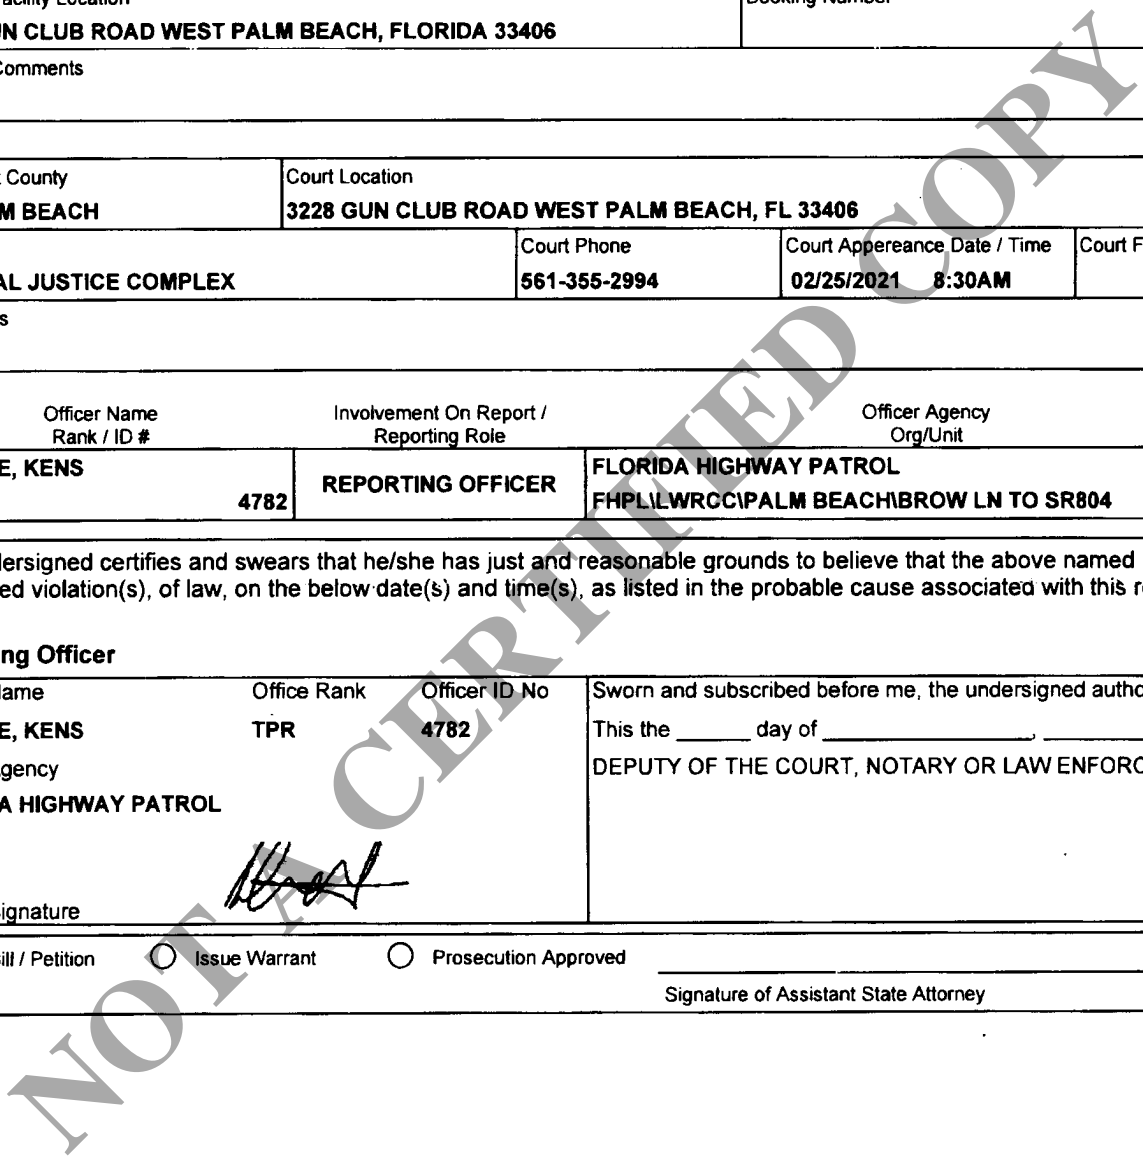 acility Location
Booking Number
N CLUB ROAD WEST PALM BEACH, FLORIDA 33406
Comments
County
Court Location
M BEACH
3228 GUN CLUB ROAD WEST PALM BEACH, FL 33406
Court Phone
Court Appereance Date / Time
Court F
AL JUSTICE COMPLEX
561-355-2994
02/25/2021 8:30AM
s
Officer Name
Rank / ID #
Involvement On Report /
Reporting Role
Officer Agency
Org/Unit
E, KENS
4782
REPORTING OFFICER
FLORIDA HIGHWAY PATROL
FHPL\LWRCC\PALM BEACH\BROW LN TO SR804
dersigned certifies and swears that he/she has just and reasonable grounds to believe that the above named
ed violation(s), of law, on the below date(s) and time(s), as listed in the probable cause associated with this r
ng Officer
ame
Office Rank
Officer ID No
Sworn and subscribed before me, the undersigned autho
E, KENS
TPR
4782
This the ______ day of __________________, ________
gency
DEPUTY OF THE COURT, NOTARY OR LAW ENFORC
A HIGHWAY PATROL
ignature
ill / Petition
Issue Warrant
Prosecution Approved
Signature of Assistant State Attorney
NOT A CERTIFIED COPY